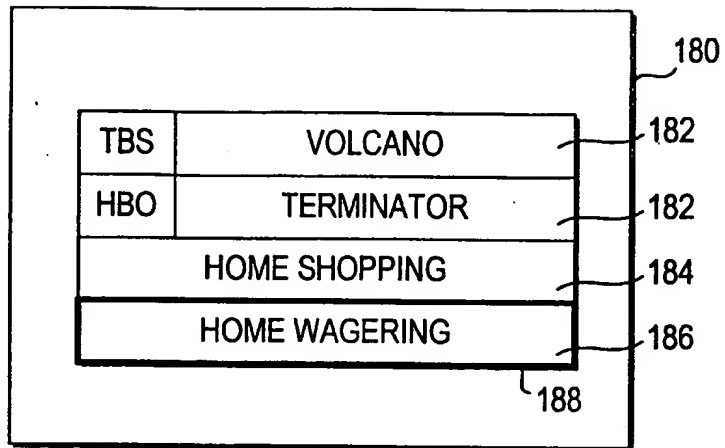 180
TBS VOLCANO 182
HBO TERMINATOR 182
HOME SHOPPING 184
HOME WAGERING 186
188